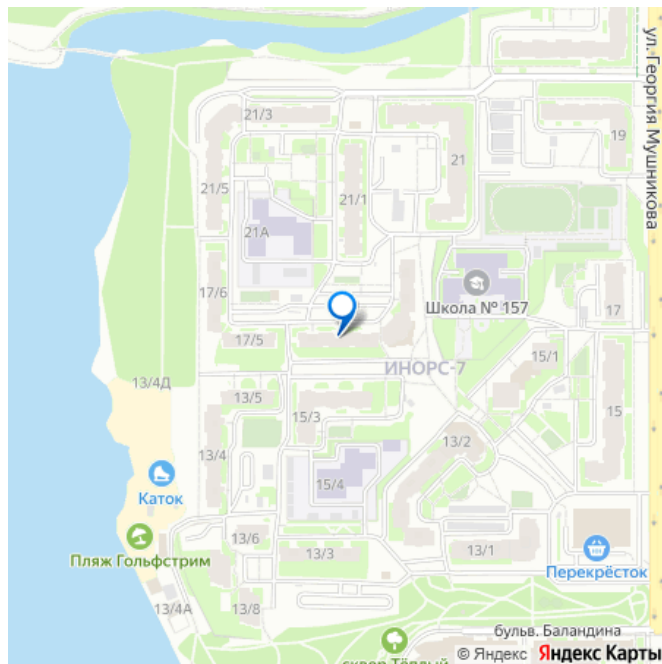 ул. Георгия Мушникова
21/3
19
21
21/5
21/1
21А
17/6
Школа № 157
17
17/5
ИНОРС-7
15/1
13/4Д
13/5
15/3
15
13/4
13/2
15/4
Каток
13/6
13/3
13/1
Пляж Гольфстрим
Перекрёсток
13/4А
13/8
бульв. Баландина
сквер Тёплый
© Яндекс Яндекс Карты